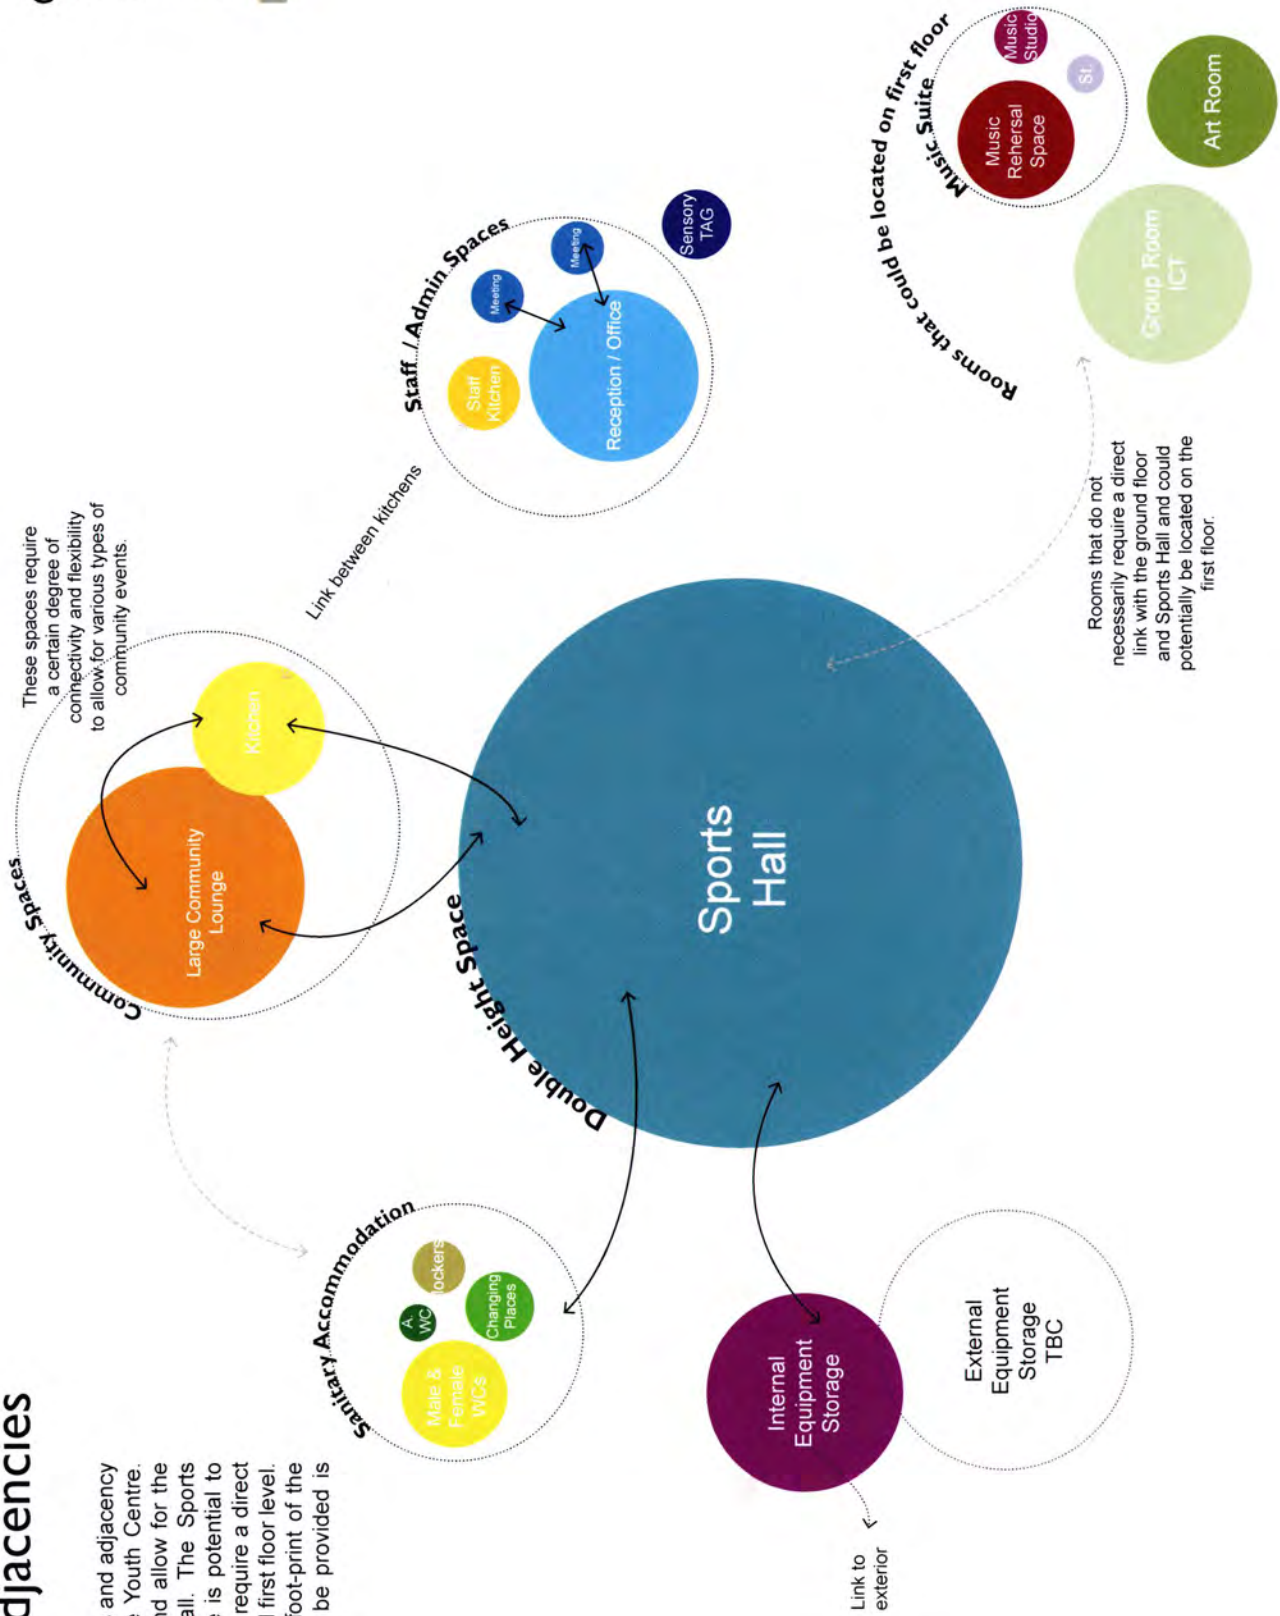 djacencies
and adjacency
Youth Centre.
nd allow for the
all. The Sports
is potential to
require a direct
first floor level.
foot-print of the
be provided is
Community Spaces
Large Community
Lounge
Kitchen
These spaces require
a certain degree of
connectivity and flexibility
to allow for various types of
community events.
Link between kitchens
Sanitary Accommodation
Male &
Female
WCs
A.
WC
lockers
Changing
Places
Staff / Admin Spaces
Staff
Kitchen
Meeting
Meeting
Reception / Office
Sensory
TAG
Double Height Space
Sports
Hall
Internal
Equipment
Storage
External
Equipment
Storage
TBC
Link to
exterior
Rooms that could be located on first floor
Music Suite
Music
Rehersal
Space
Music
Studio
St.
Group Room
ICT
Art Room
Rooms that do not
necessarily require a direct
link with the ground floor
and Sports Hall and could
potentially be located on the
first floor.